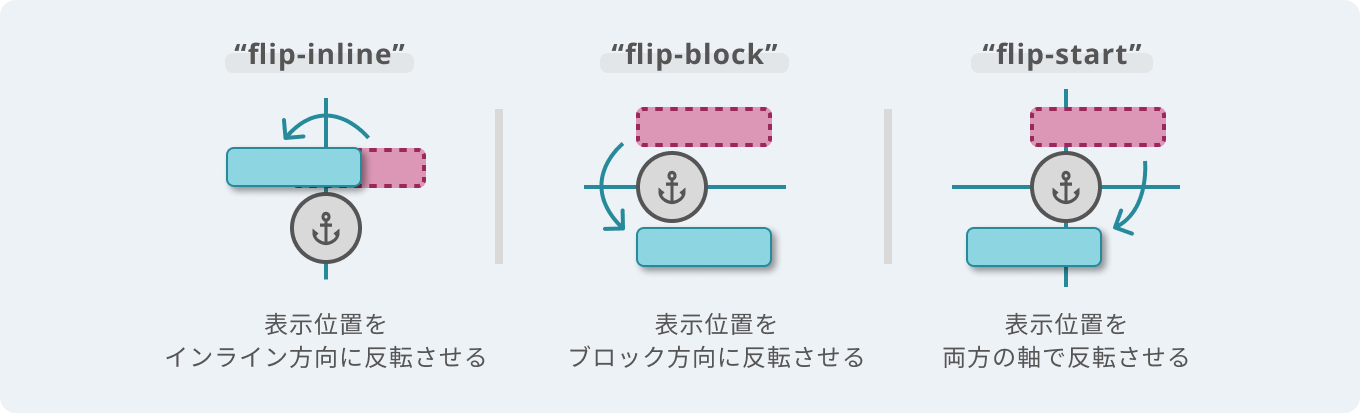 “flip-inline”
表示位置を
インライン方向に反転させる
“flip-block”
表示位置を
ブロック方向に反転させる
“flip-start”
表示位置を
両方の軸で反転させる